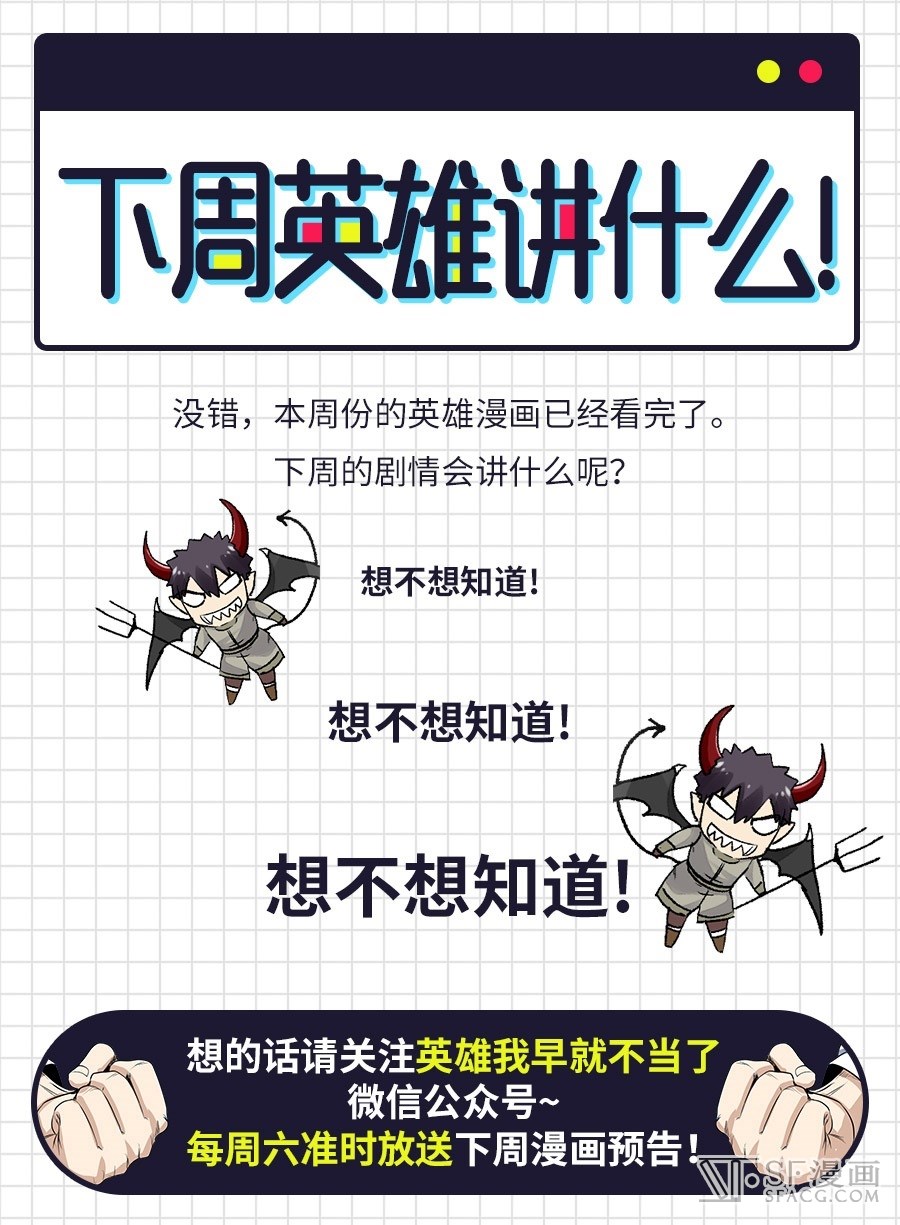 下周英雄讲什么!
没错，本周份的英雄漫画已经看完了。
下周的剧情会讲什么呢?
想不想知道!
想不想知道!
想不想知道!
想的话请关注英雄我早就不当了
微信公众号~
每周六准时放送下周漫画预告!
SF漫画
SFACG.COM